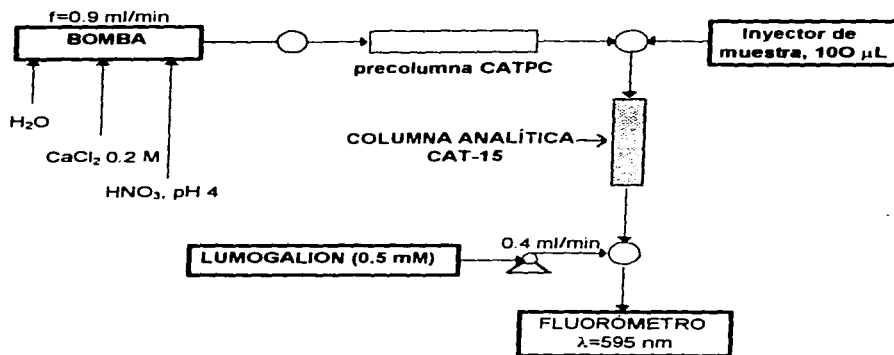 f=0.9 ml/min
BOMBA
Inyector de
muestra, 100 µL
precolumna CATPC
H₂O
CaCl₂ 0.2 M
HNO₃, pH 4
COLUMNA ANALÍTICA
CAT-15
0.4 ml/min
LUMOGALION (0.5 mM)
FLUORÓMETRO
λ=595 nm